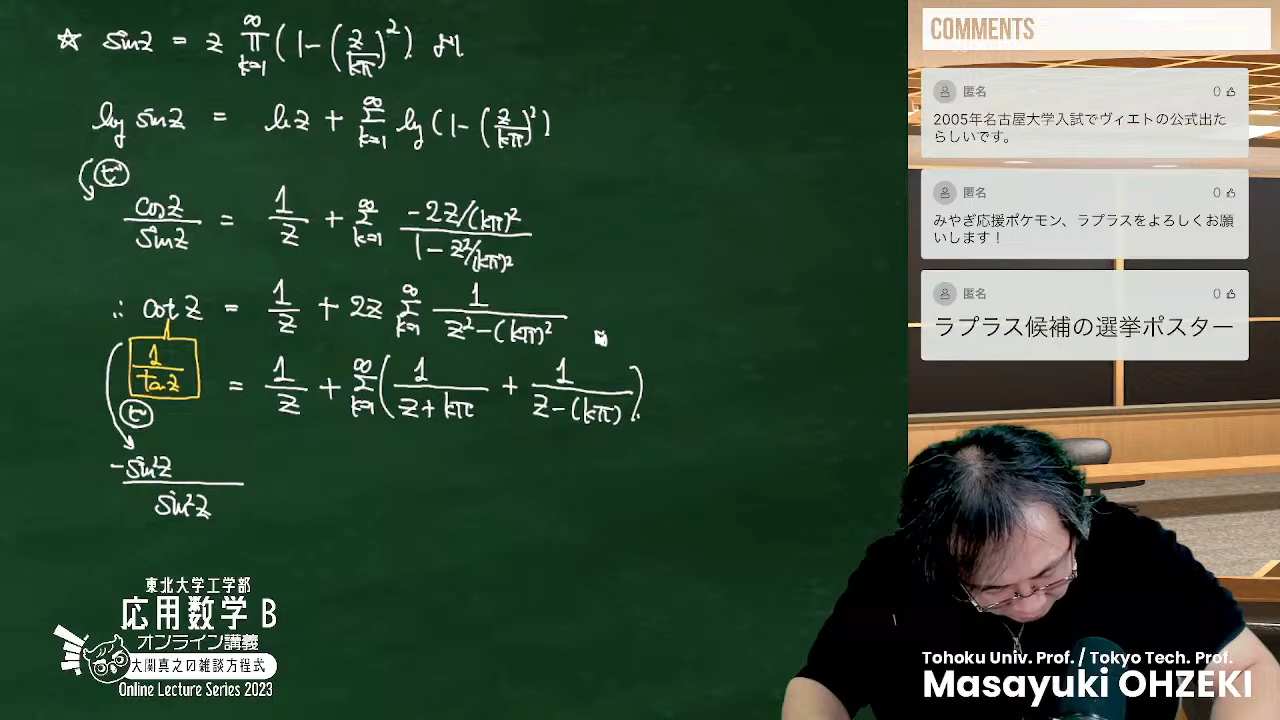 ☆ sin z = z ∞ Π k=1 (1 - (z/kπ)²) より
log sin z = log z + ∞ Σ k=1 log (1 - (z/kπ)²)
cos z / sin z = 1/z + ∞ Σ k=1 -2z/(kπ)² / 1 - z²/(kπ)²
∴ cot z = 1/z + 2z ∞ Σ k=1 1/z² - (kπ)²
1/tan z = 1/z + ∞ Σ k=1 (1/z + kπ + 1/z - (kπ))
-sin²z / sin²z
東北大学工学部
応用数学 B
オンライン講義
大関真之の雑談方程式
Online Lecture Series 2023
COMMENTS
匿名 0
2005年名古屋大学入試でヴィエトの公式出た
らしいです。
匿名 0
みやぎ応援ポケモン、ラプラスをよろしくお願
いします！
匿名 0
ラプラス候補の選挙ポスター
Tohoku Univ. Prof. / Tokyo Tech. Prof.
Masayuki OHZEKI